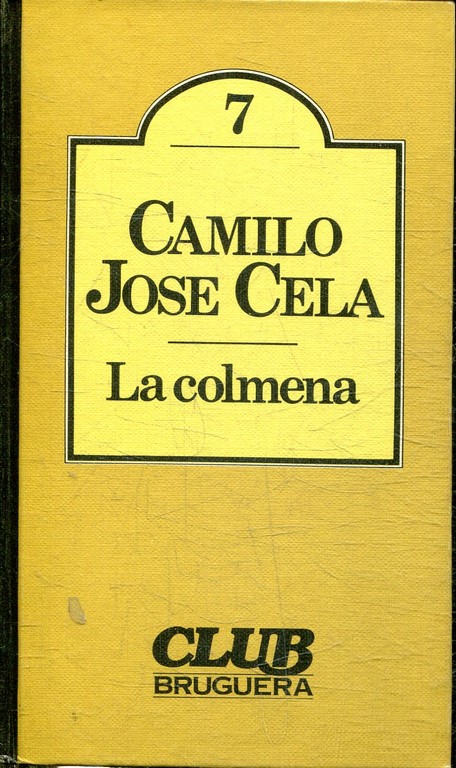 7
CAMILO
JOSE CELA
La colmena
CLUB
BRUGUERA